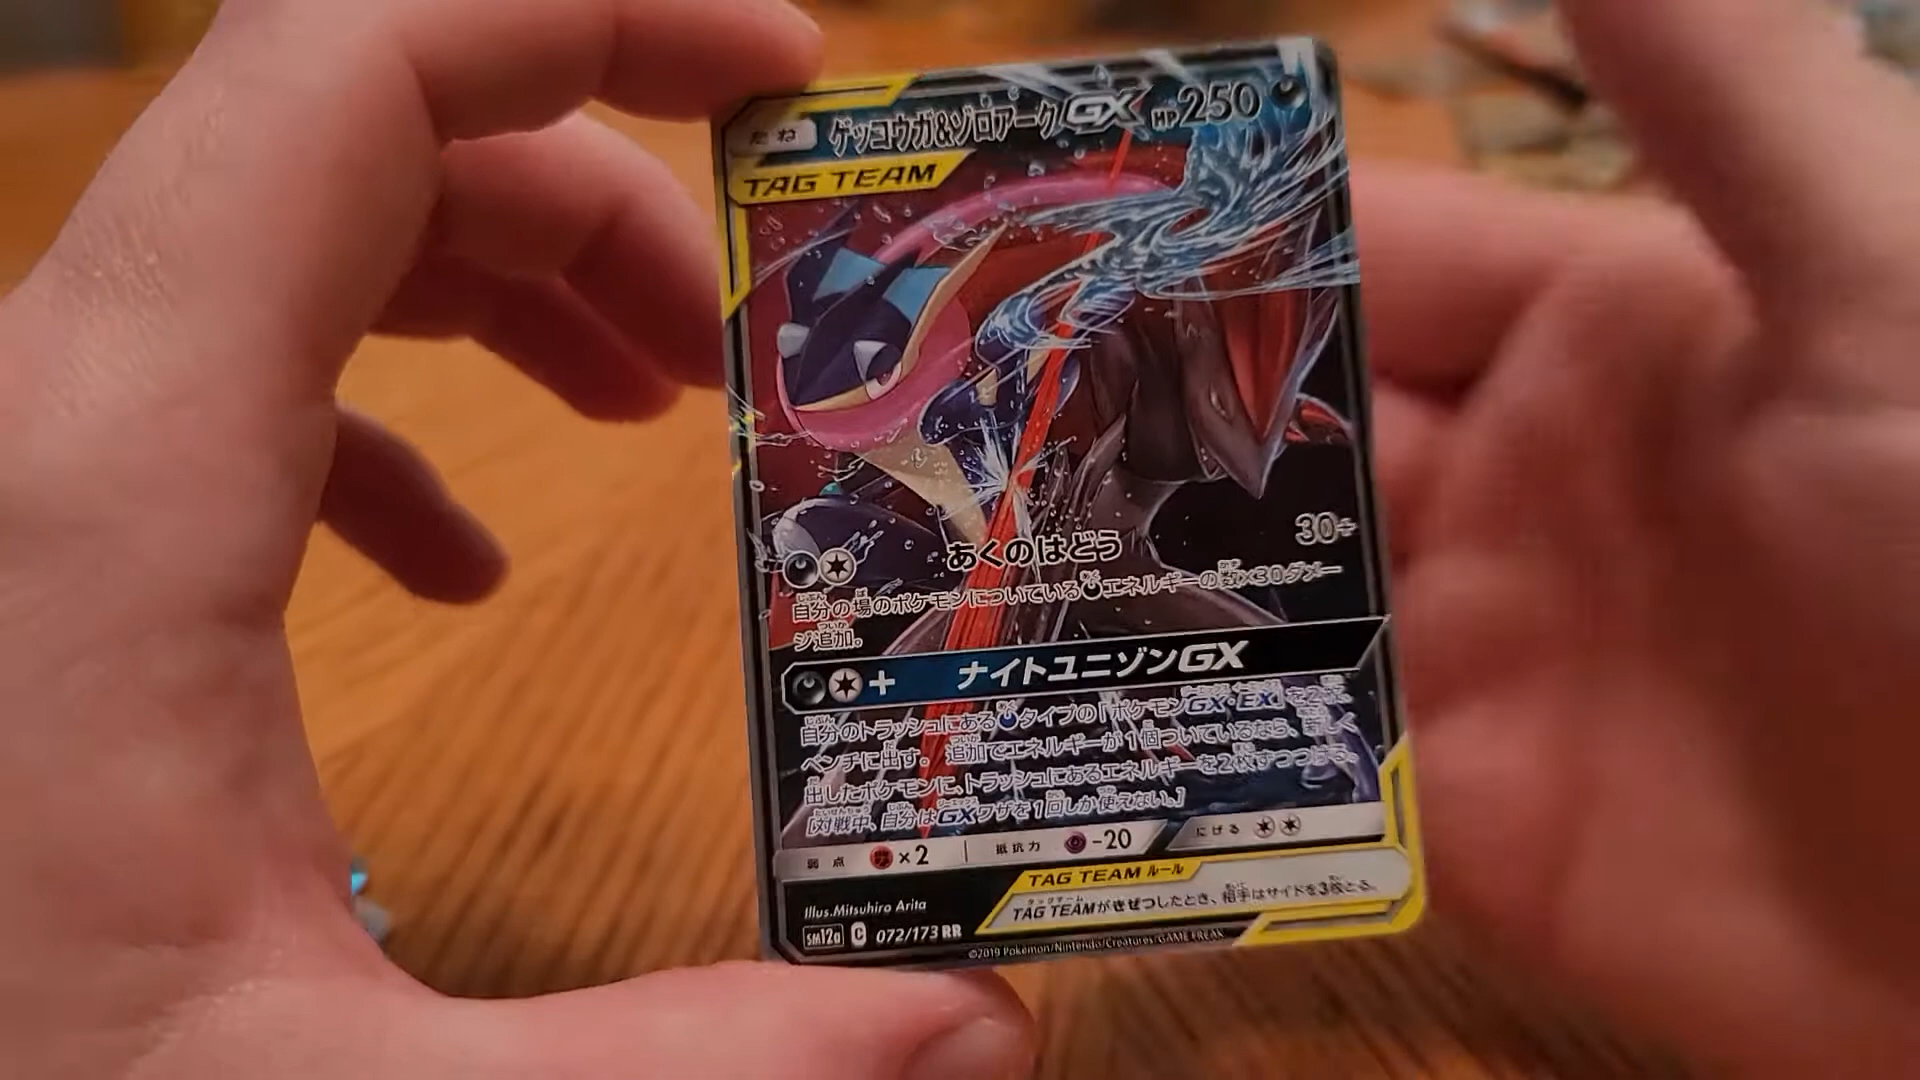 たね ゲッコウガ&ゾロアークGX HP250
TAG TEAM
あくのはどう 30+
自分の場のポケモンについているエネルギーの数×30ダメー
ジ追加。
+ ナイトユニゾンGX
自分のトラッシュにあるタイプの「ポケモンGX・EX」を2枚、
ベンチに出す。追加でエネルギーが1個ついているなら、新しく
出したポケモンに、トラッシュにあるエネルギーを2枚ずつつける。
[対戦中、自分はGXワザを1回しか使えない。]
弱点 ×2 抵抗力 -20 にげる
TAG TEAM ルール
TAG TEAMがきぜつしたとき、相手はサイドを3枚とる。
Illus.Mitsuhiro Arita
SM12a C 072/173 RR
©2019 Pokémon/Nintendo/Creatures/GAME FREAK